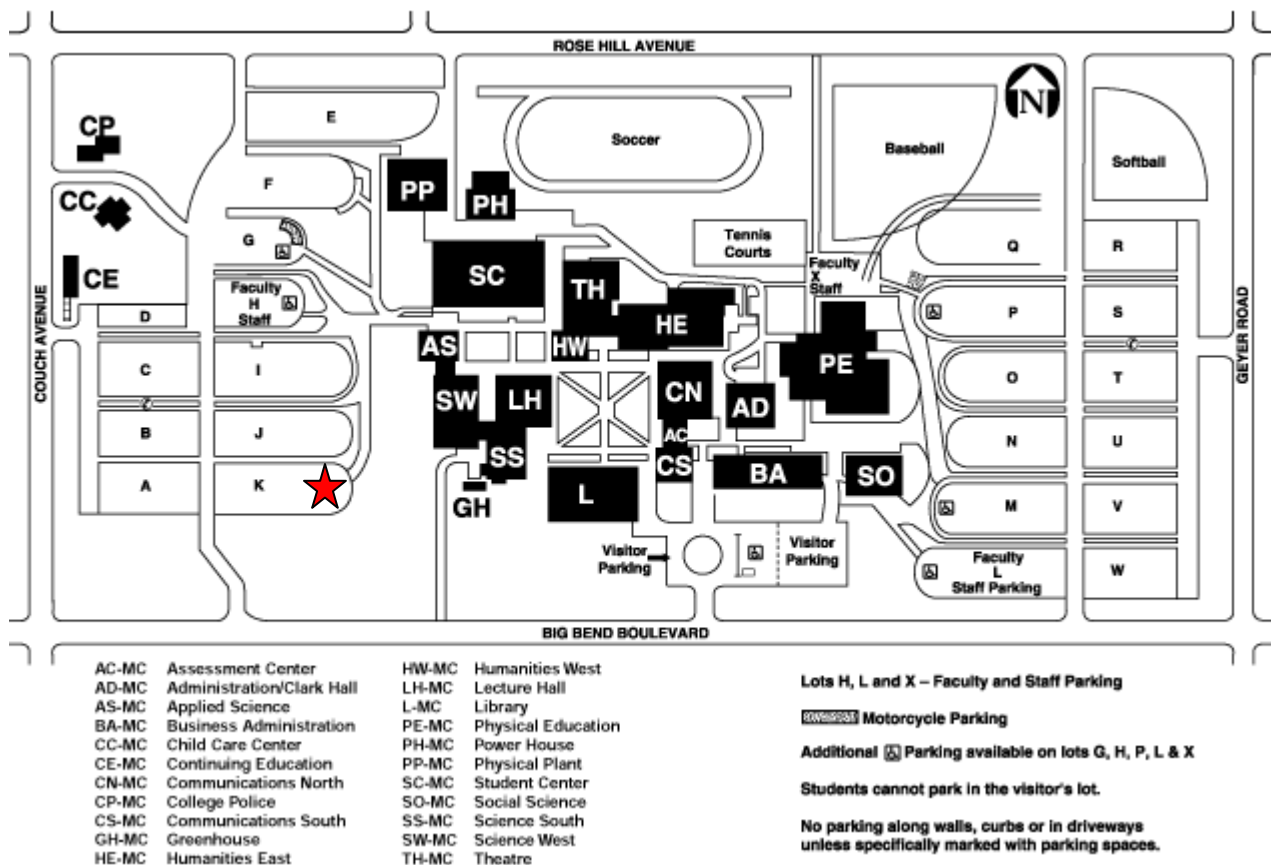 ROSE HILL AVENUE
N
CP
E
Soccer
Baseball
Softball
F
PP
PH
CC
G
Tennis
Courts
Q
R
CE
SC
TH
Faculty
X
Staff
Faculty
H
Staff
D
HE
P
S
AS
HW
PE
COUCH AVENUE
GEYER ROAD
C
I
SW
LH
CN
AD
O
T
B
J
AC
N
U
SS
CS
BA
SO
A
K
L
GH
M
V
Visitor
Parking
Visitor
Parking
Faculty
L
Staff Parking
W
BIG BEND BOULEVARD
AC-MC Assessment Center
AD-MC Administration/Clark Hall
AS-MC Applied Science
BA-MC Business Administration
CC-MC Child Care Center
CE-MC Continuing Education
CN-MC Communications North
CP-MC College Police
CS-MC Communications South
GH-MC Greenhouse
HE-MC Humanities East
HW-MC Humanities West
LH-MC Lecture Hall
L-MC Library
PE-MC Physical Education
PH-MC Power House
PP-MC Physical Plant
SC-MC Student Center
SO-MC Social Science
SS-MC Science South
SW-MC Science West
TH-MC Theatre
Lots H, L and X – Faculty and Staff Parking
Motorcycle Parking
Additional Parking available on lots G, H, P, L & X
Students cannot park in the visitor's lot.
No parking along walls, curbs or in driveways
unless specifically marked with parking spaces.